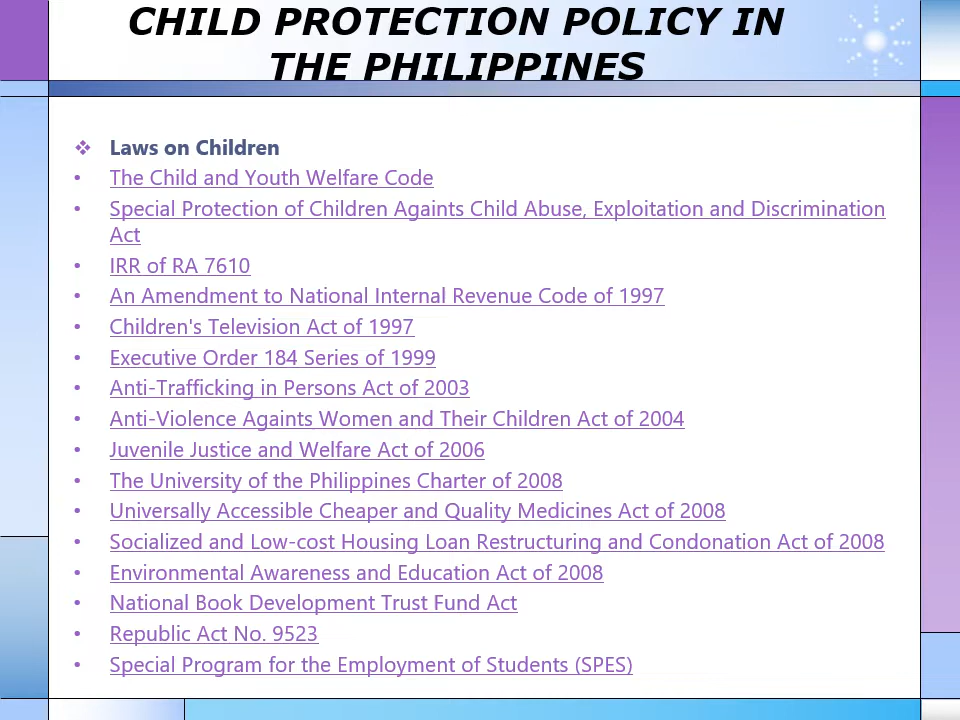 CHILD PROTECTION POLICY IN
THE PHILIPPINES
❖ Laws on Children
• The Child and Youth Welfare Code
• Special Protection of Children Againts Child Abuse, Exploitation and Discrimination
Act
• IRR of RA 7610
• An Amendment to National Internal Revenue Code of 1997
• Children's Television Act of 1997
• Executive Order 184 Series of 1999
• Anti-Trafficking in Persons Act of 2003
• Anti-Violence Againts Women and Their Children Act of 2004
• Juvenile Justice and Welfare Act of 2006
• The University of the Philippines Charter of 2008
• Universally Accessible Cheaper and Quality Medicines Act of 2008
• Socialized and Low-cost Housing Loan Restructuring and Condonation Act of 2008
• Environmental Awareness and Education Act of 2008
• National Book Development Trust Fund Act
• Republic Act No. 9523
• Special Program for the Employment of Students (SPES)